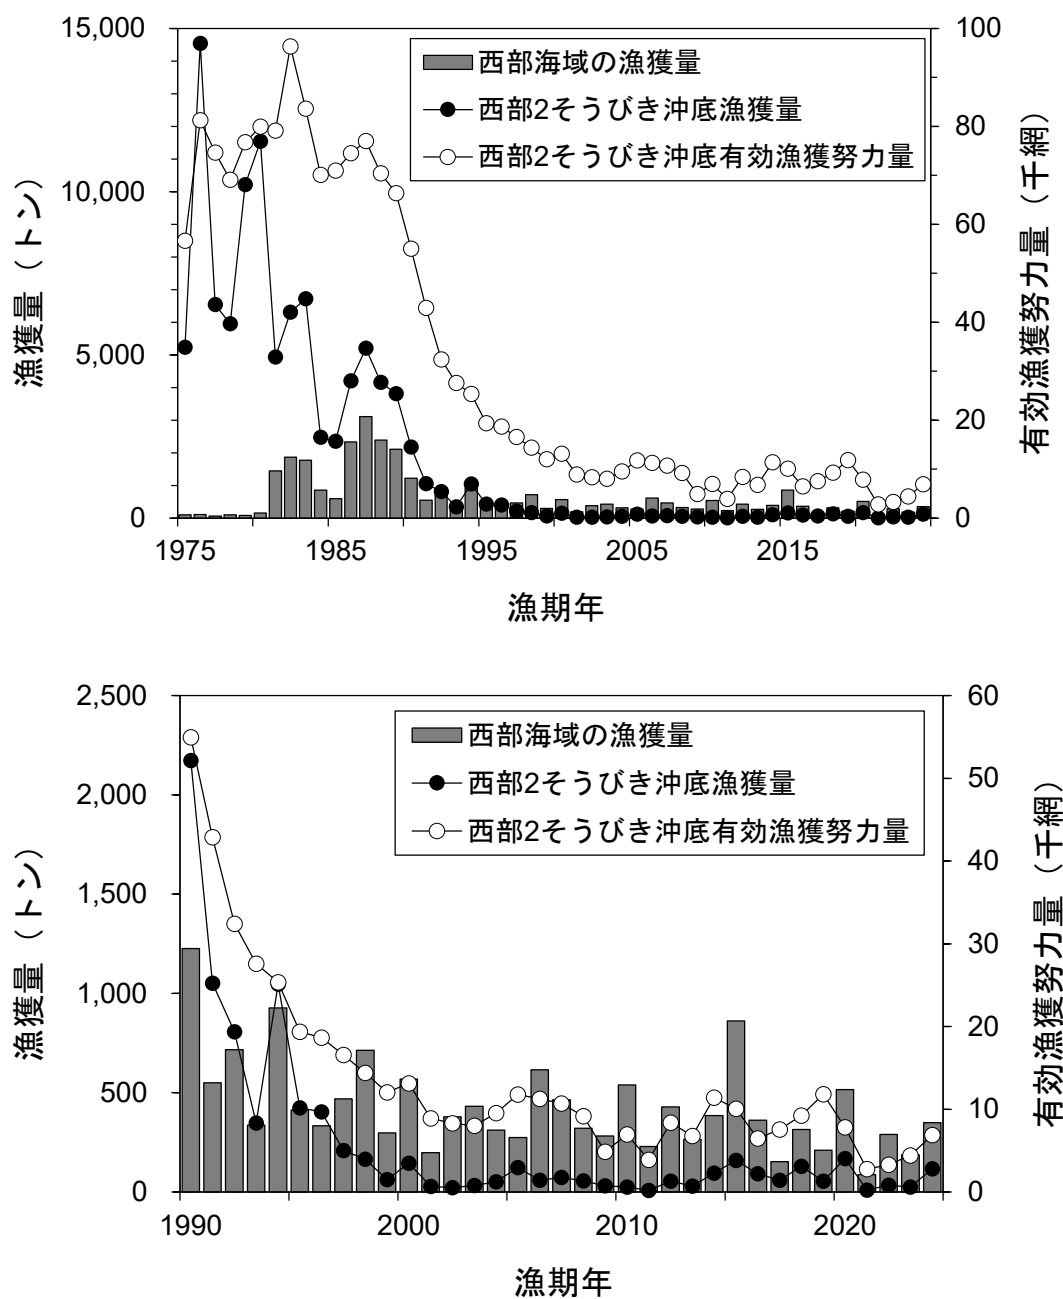 15,000
10,000
5,000
0
漁獲量（トン）
100
80
60
40
20
0
有効漁獲努力量（千網）
西部海域の漁獲量
西部2そうびき沖底漁獲量
西部2そうびき沖底有効漁獲努力量
1975 1985 1995 2005 2015
漁期年
2,500
2,000
1,500
1,000
500
0
漁獲量（トン）
60
50
40
30
20
10
0
有効漁獲努力量（千網）
西部海域の漁獲量
西部2そうびき沖底漁獲量
西部2そうびき沖底有効漁獲努力量
1990 2000 2010 2020
漁期年